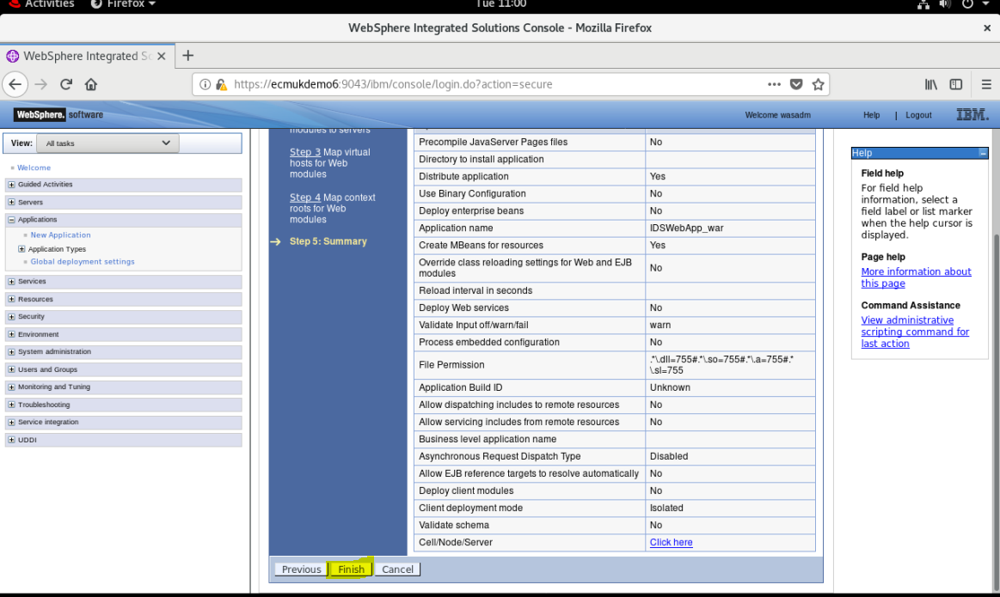 Activities Firefox Tue 11:00
WebSphere Integrated Solutions Console - Mozilla Firefox
WebSphere Integrated Sc
https://ecmukdemo6:9043/ibm/console/login.do?action=secure
WebSphere. software Welcome wasadm Help | Logout IBM.
View: All tasks
Welcome
Guided Activities
Servers
Applications
New Application
Application Types
Global deployment settings
Services
Resources
Security
Environment
System administration
Users and Groups
Monitoring and Tuning
Troubleshooting
Service integration
UDDI
modules to servers
Step 3 Map virtual
hosts for Web
modules
Step 4 Map context
roots for Web
modules
Step 5: Summary
Precompile JavaServer Pages files No
Directory to install application
Distribute application Yes
Use Binary Configuration No
Deploy enterprise beans No
Application name IDSWebApp_war
Create MBeans for resources Yes
Override class reloading settings for Web and EJB
modules No
Reload interval in seconds
Deploy Web services No
Validate Input off/warn/fail warn
Process embedded configuration No
File Permission .*\.dll=755#.*\.so=755#.*\.a=755#.*
\.sl=755
Application Build ID Unknown
Allow dispatching includes to remote resources No
Allow servicing includes from remote resources No
Business level application name
Asynchronous Request Dispatch Type Disabled
Allow EJB reference targets to resolve automatically No
Deploy client modules No
Client deployment mode Isolated
Validate schema No
Cell/Node/Server Click here
Previous Finish Cancel
Help
Field help
For field help
information, select a
field label or list marker
when the help cursor is
displayed.
Page help
More information about
this page
Command Assistance
View administrative
scripting command for
last action